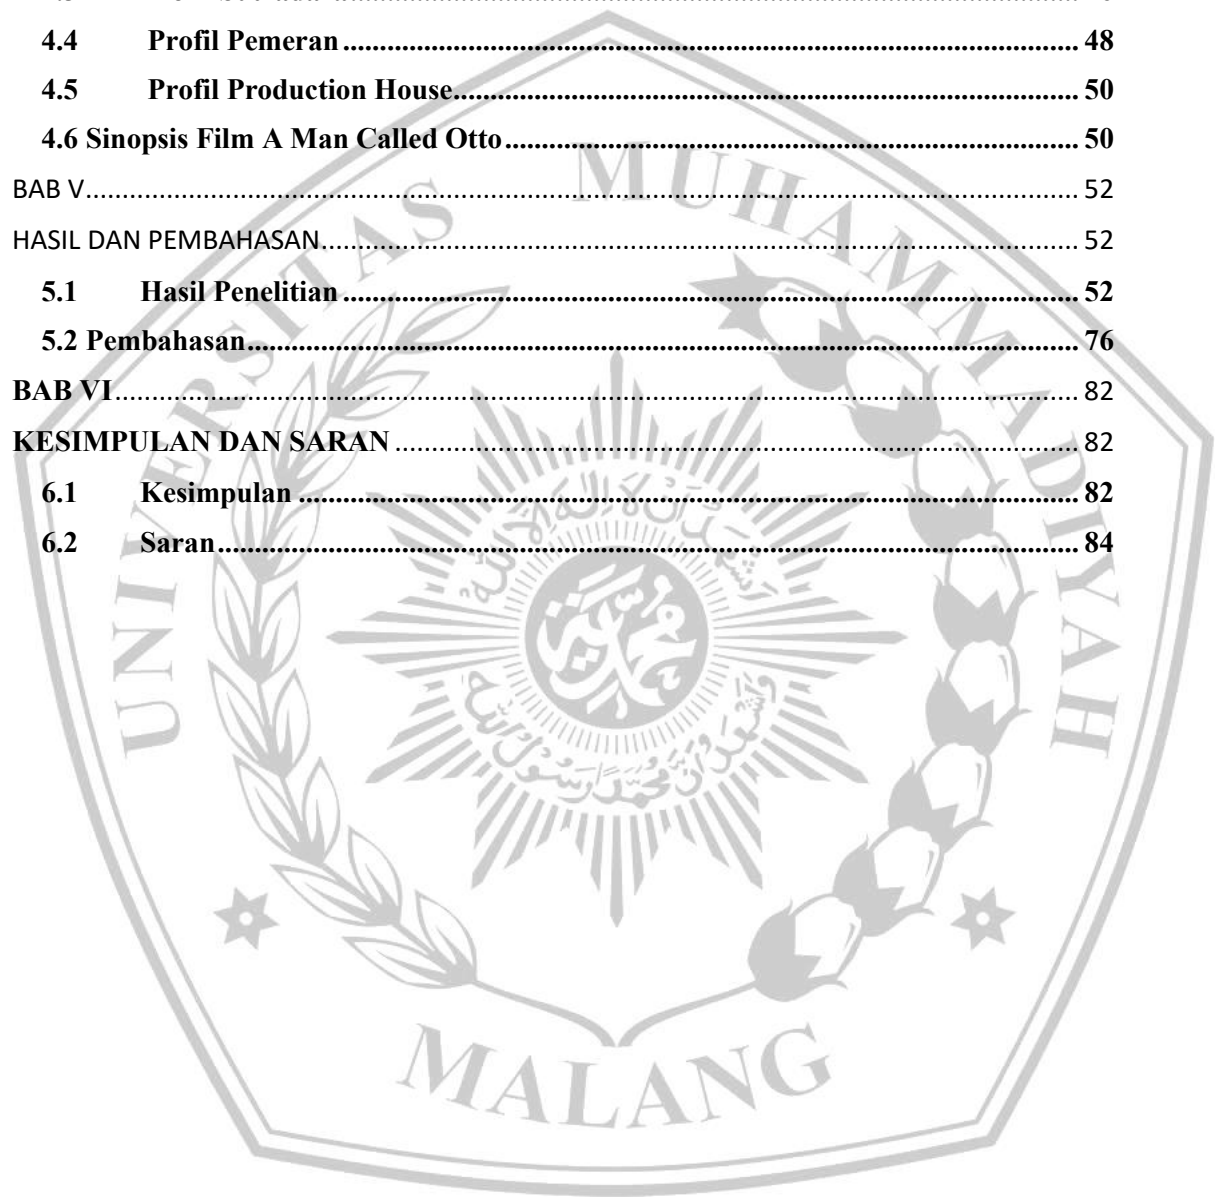 4.4 Profil Pemeran ........ 48
4.5 Profil Production House ........ 50
4.6 Sinopsis Film A Man Called Otto ........ 50
BAB V ........ 52
HASIL DAN PEMBAHASAN ........ 52
5.1 Hasil Penelitian ........ 52
5.2 Pembahasan ........ 76
BAB VI ........ 82
KESIMPULAN DAN SARAN ........ 82
6.1 Kesimpulan ........ 82
6.2 Saran ........ 84
UNIVERSITAS MUHAMMADIYAH
MALANG